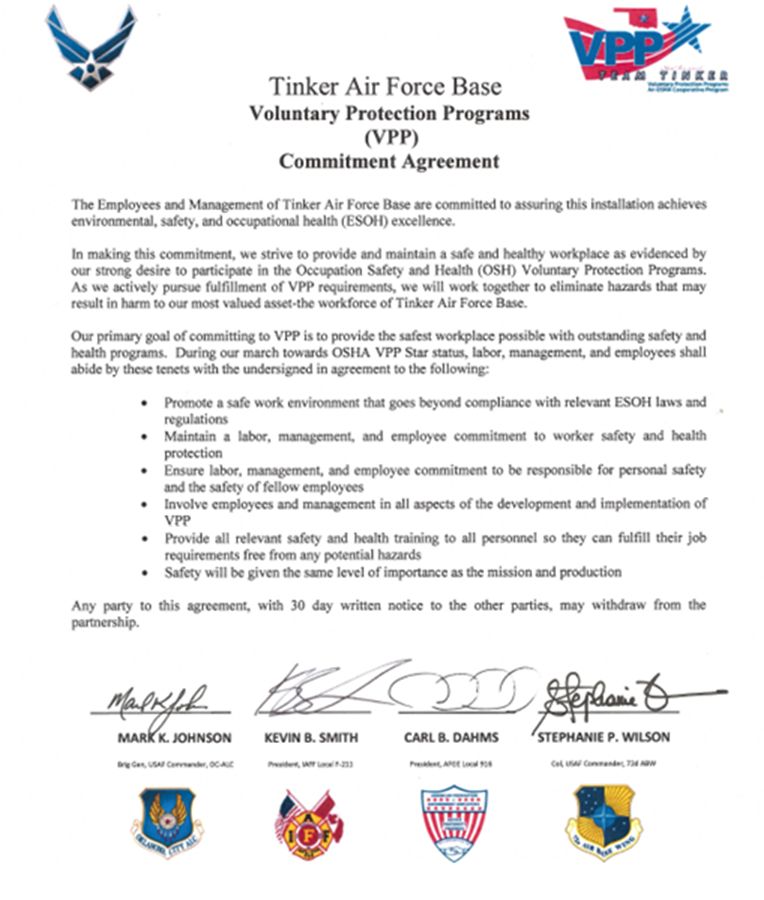 VPP
TEAM TINKER
Voluntary Protection Programs
An OSHA Cooperative Program
Tinker Air Force Base
Voluntary Protection Programs
(VPP)
Commitment Agreement
The Employees and Management of Tinker Air Force Base are committed to assuring this installation achieves
environmental, safety, and occupational health (ESOH) excellence.
In making this commitment, we strive to provide and maintain a safe and healthy workplace as evidenced by
our strong desire to participate in the Occupation Safety and Health (OSH) Voluntary Protection Programs.
As we actively pursue fulfillment of VPP requirements, we will work together to eliminate hazards that may
result in harm to our most valued asset-the workforce of Tinker Air Force Base.
Our primary goal of committing to VPP is to provide the safest workplace possible with outstanding safety and
health programs. During our march towards OSHA VPP Star status, labor, management, and employees shall
abide by these tenets with the undersigned in agreement to the following:
• Promote a safe work environment that goes beyond compliance with relevant ESOH laws and
regulations
• Maintain a labor, management, and employee commitment to worker safety and health
protection
• Ensure labor, management, and employee commitment to be responsible for personal safety
and the safety of fellow employees
• Involve employees and management in all aspects of the development and implementation of
VPP
• Provide all relevant safety and health training to all personnel so they can fulfill their job
requirements free from any potential hazards
• Safety will be given the same level of importance as the mission and production
Any party to this agreement, with 30 day written notice to the other parties, may withdraw from the
partnership.
MARK K. JOHNSON KEVIN B. SMITH CARL B. DAHMS STEPHANIE P. WILSON
Brig Gen, USAF Commander, OC-ALC President, IAFF Local F-211 President, AFGE Local 916 Col, USAF Commander, 72d ABW
OKLAHOMA CITY ALC
I A F F
AIR BASE WING